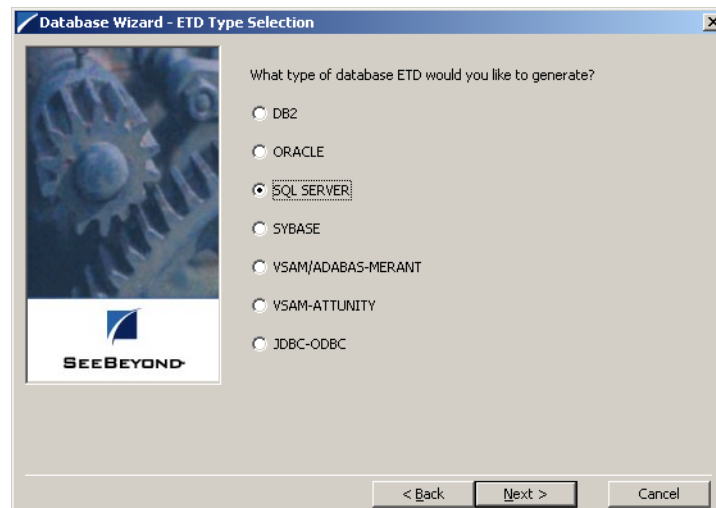 Database Wizard - ETD Type Selection
What type of database ETD would you like to generate?
DB2
ORACLE
SQL SERVER
SYBASE
VSAM/ADABAS-MERANT
VSAM-ATTUNITY
JDBC-ODBC
SEEBEYOND
< Back
Next >
Cancel